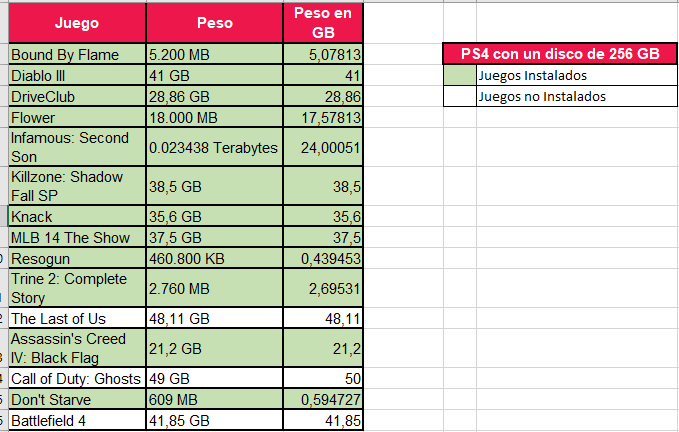 Juego Peso Peso en
GB
Bound By Flame 5.200 MB 5,07813
PS4 con un disco de 256 GB
Diablo III 41 GB 41
Juegos Instalados
DriveClub 28,86 GB 28,86
Juegos no Instalados
Flower 18.000 MB 17,57813
Infamous: Second
Son 0.023438 Terabytes 24,00051
Killzone: Shadow
Fall SP 38,5 GB 38,5
Knack 35,6 GB 35,6
MLB 14 The Show 37,5 GB 37,5
Resogun 460.800 KB 0,439453
Trine 2: Complete
Story 2.760 MB 2,69531
The Last of Us 48,11 GB 48,11
Assassin's Creed
IV: Black Flag 21,2 GB 21,2
Call of Duty: Ghosts 49 GB 50
Don't Starve 609 MB 0,594727
Battlefield 4 41,85 GB 41,85